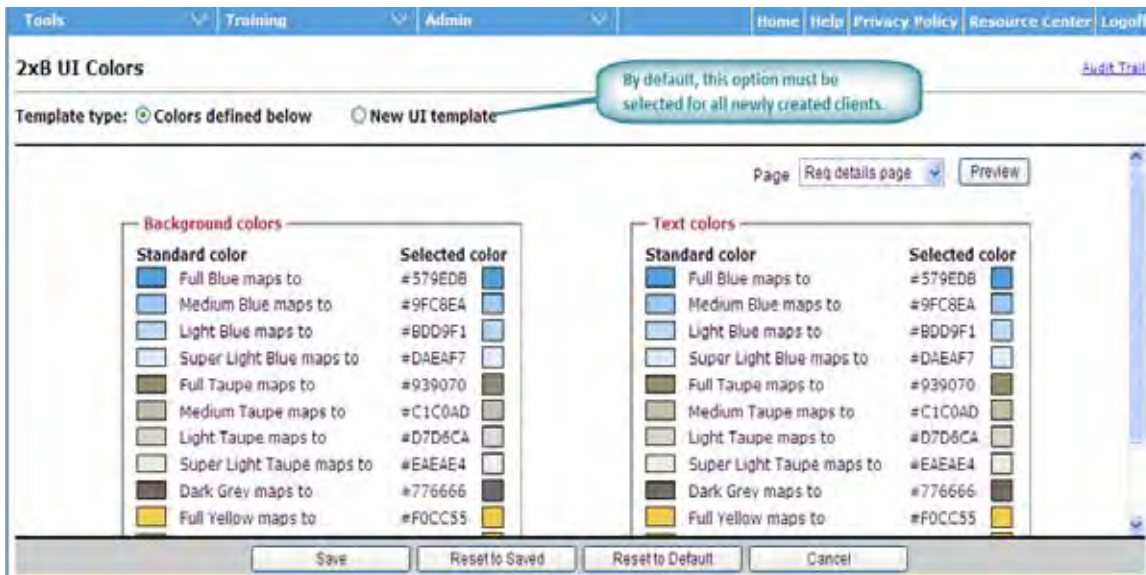 Tools Training Admin Home Help Privacy Policy Resource Center Logoff
2xB UI Colors
Audit Trail
By default, this option must be
selected for all newly created clients.
Template type: Colors defined below New UI template
Page Req details page Preview
Background colors
Standard color Selected color
Full Blue maps to #579EDB
Medium Blue maps to #9FC8EA
Light Blue maps to #BDD9F1
Super Light Blue maps to #DAEAF7
Full Taupe maps to #939070
Medium Taupe maps to #C1C0AD
Light Taupe maps to #D7D6CA
Super Light Taupe maps to #EAEAE4
Dark Grey maps to #776666
Full Yellow maps to #F0CC55
Text colors
Standard color Selected color
Full Blue maps to #579EDB
Medium Blue maps to #9FC8EA
Light Blue maps to #BDD9F1
Super Light Blue maps to #DAEAF7
Full Taupe maps to #939070
Medium Taupe maps to #C1C0AD
Light Taupe maps to #D7D6CA
Super Light Taupe maps to #EAEAE4
Dark Grey maps to #776666
Full Yellow maps to #F0CC55
Save Reset to Saved Reset to Default Cancel